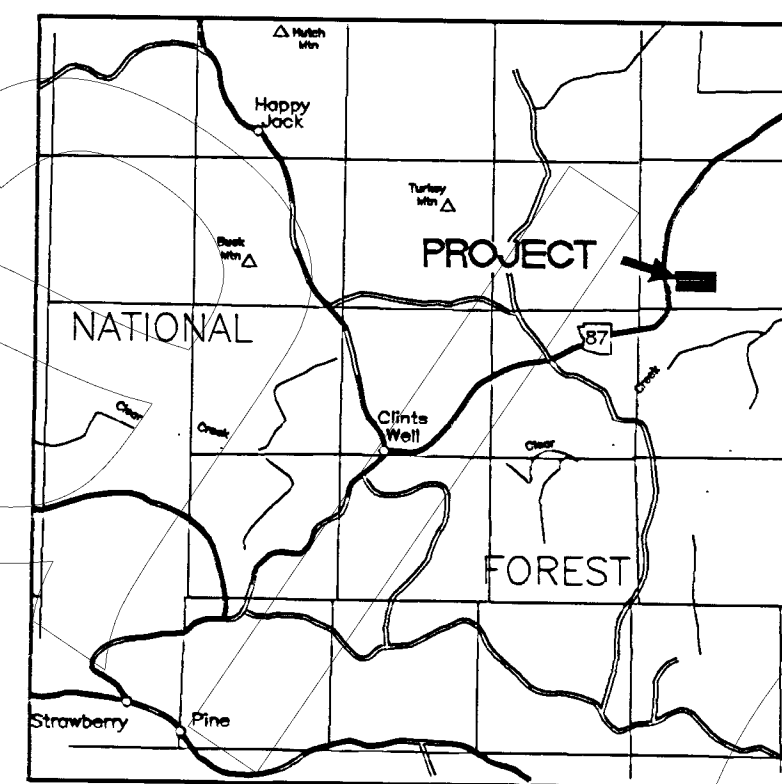 Hutch
Mtn
Happy
Jack
Turkey
Mtn
Buck
Mtn
PROJECT
NATIONAL
87
Creek
Clear
Creek
Clints
Well
Clear
FOREST
Strawberry
Pine